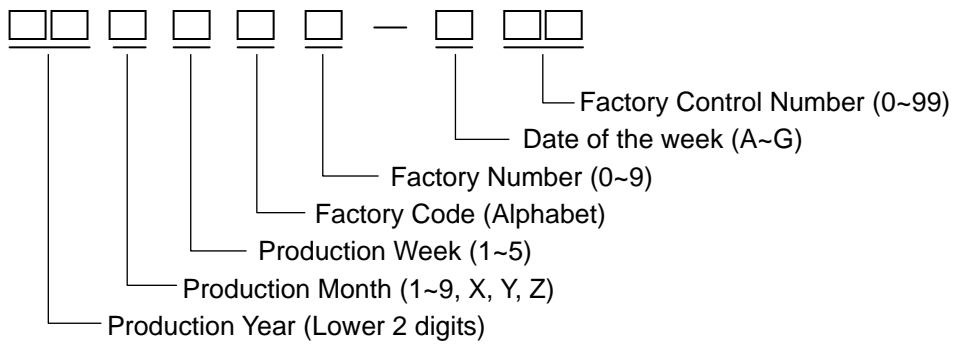 Factory Control Number (0~99)
Date of the week (A~G)
Factory Number (0~9)
Factory Code (Alphabet)
Production Week (1~5)
Production Month (1~9, X, Y, Z)
Production Year (Lower 2 digits)